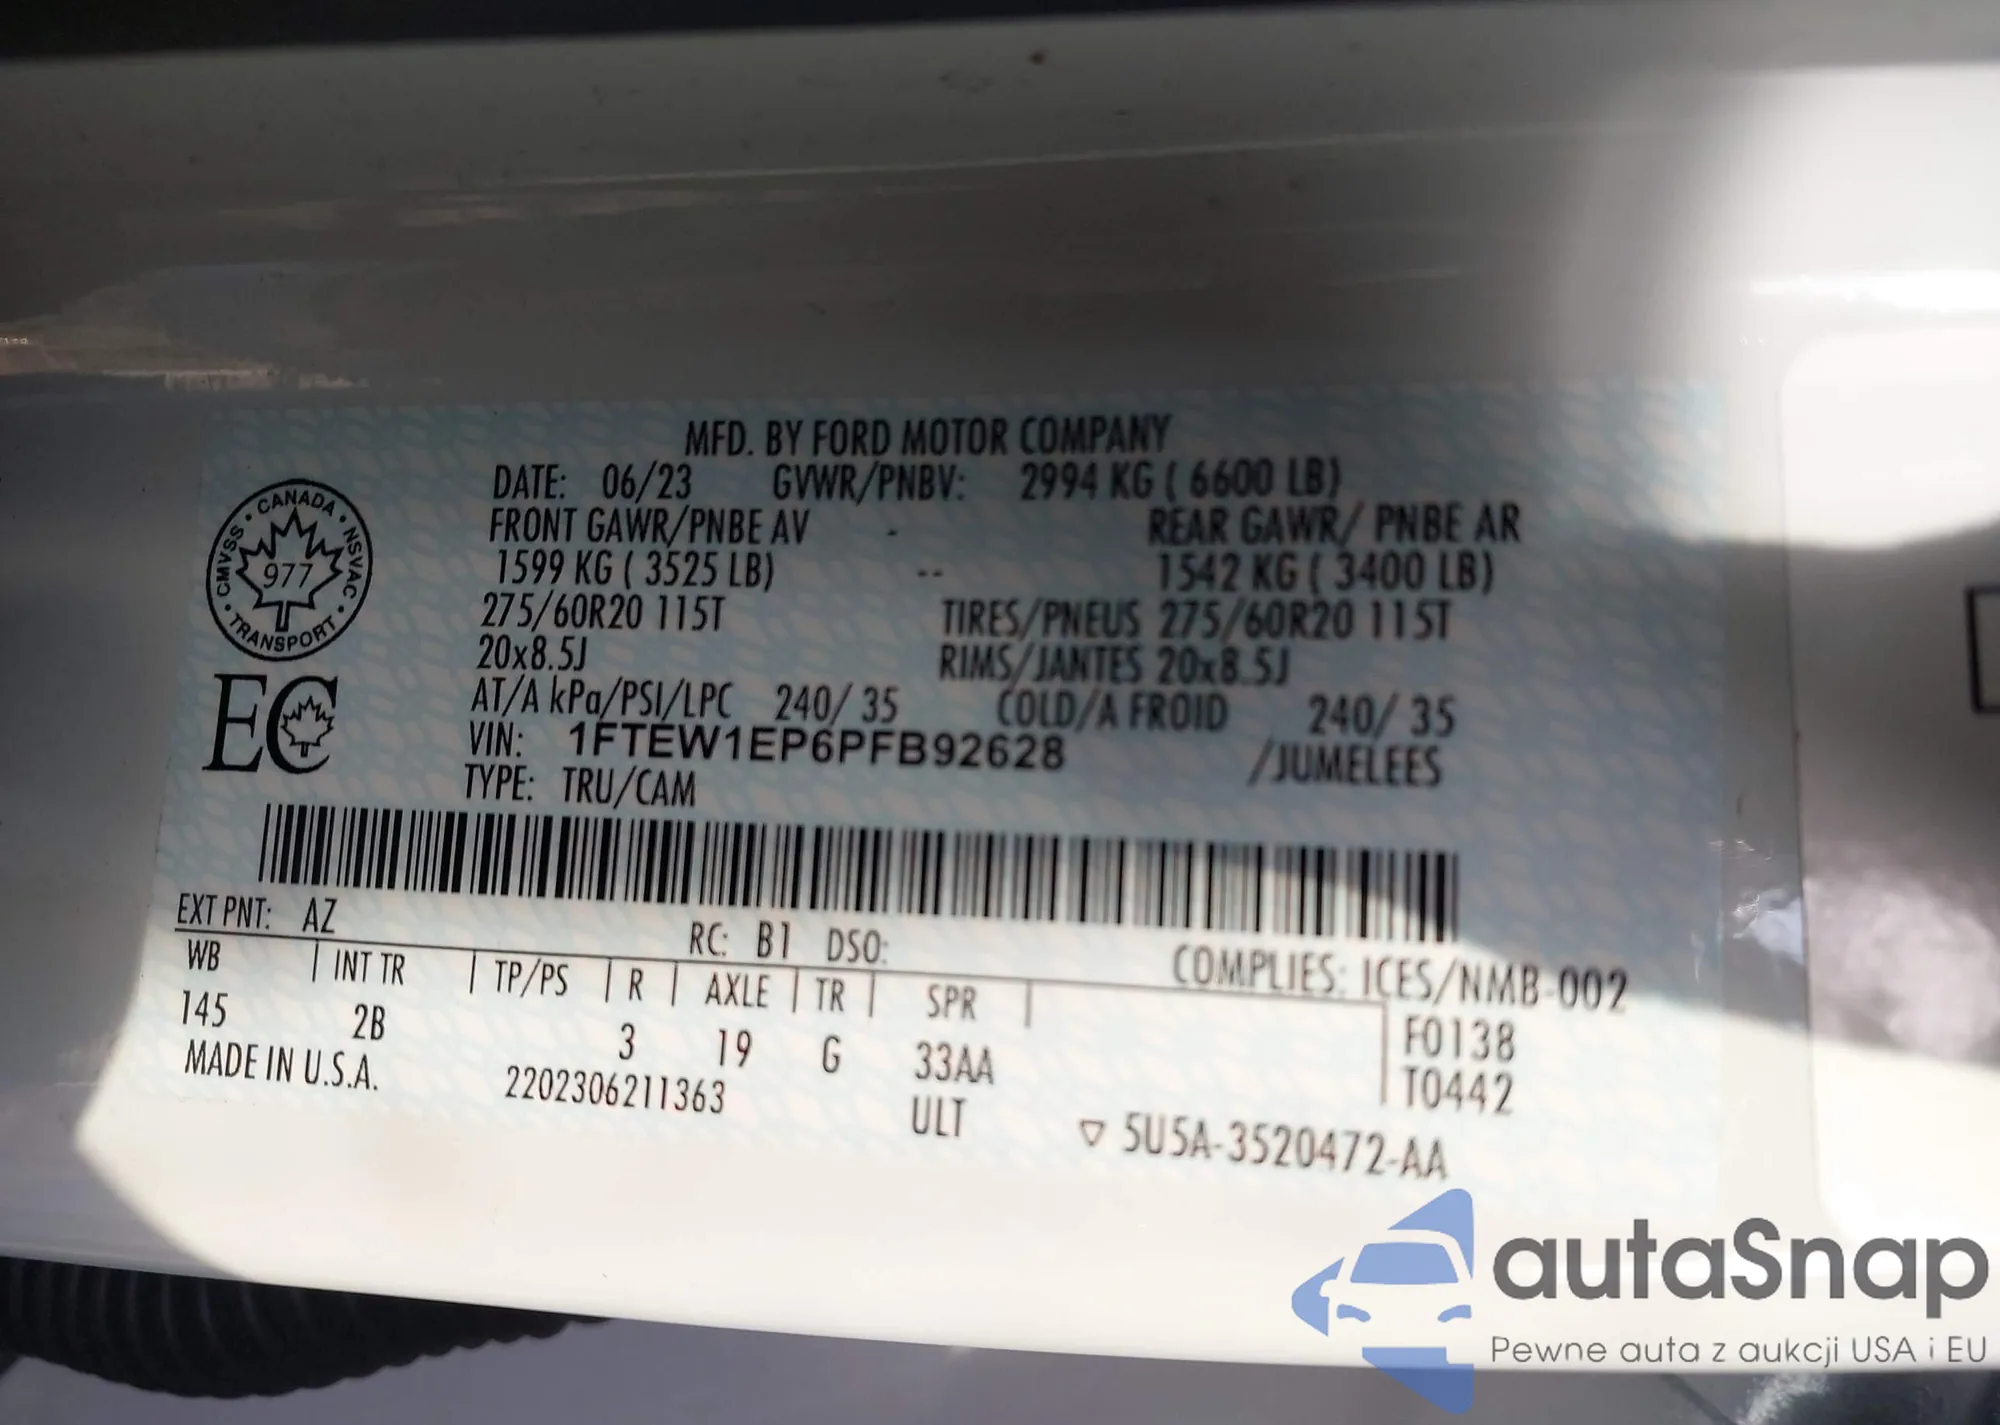 MFD. BY FORD MOTOR COMPANY
DATE: 06/23 GVWR/PNBV: 2994 KG ( 6600 LB)
FRONT GAWR/PNBE AV - REAR GAWR/ PNBE AR
1599 KG ( 3525 LB) -- 1542 KG ( 3400 LB)
275/60R20 115T TIRES/PNEUS 275/60R20 115T
20x8.5J RIMS/JANTES 20x8.5J
AT/A kPa/PSI/LPC 240/ 35 COLD/A FROID 240/ 35
VIN: 1FTEW1EP6PFB92628 /JUMELEES
TYPE: TRU/CAM
CANADA • NSVAC • TRANSPORT • CMVSS •
977
EC
EXT PNT: AZ RC: B1 DSO: COMPLIES: ICES/NMB-002
WB | INT TR | TP/PS | R | AXLE | TR | SPR | F0138
145 2B 3 19 G 33AA T0442
MADE IN U.S.A. 2202306211363 ULT ▽ 5U5A-3520472-AA
autaSnap
Pewne auta z aukcji USA i EU